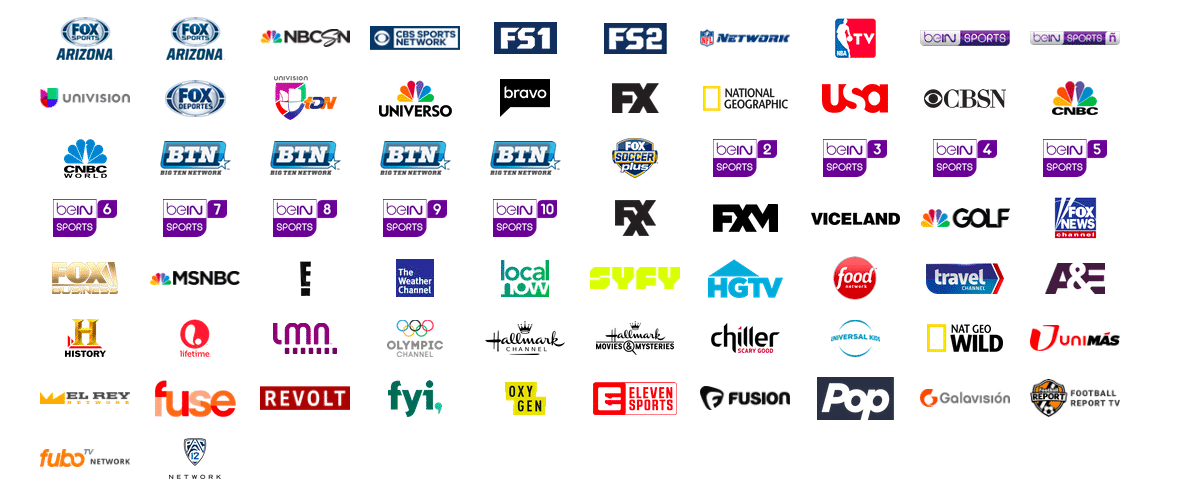 FOX SPORTS ARIZONA
FOX SPORTS ARIZONA
NBCSN
CBS SPORTS NETWORK
FS1
FS2
NFL NETWORK
NBA TV
beIN SPORTS
beIN SPORTS ñ
UNIVISION
FOX DEPORTES
UNIVISION TDN
UNIVERSO
bravo
FX
NATIONAL GEOGRAPHIC
USA
CBSN
CNBC
CNBC WORLD
BTN BIG TEN NETWORK
BTN BIG TEN NETWORK
BTN BIG TEN NETWORK
BTN BIG TEN NETWORK
FOX SOCCER plus
beIN SPORTS 2
beIN SPORTS 3
beIN SPORTS 4
beIN SPORTS 5
beIN SPORTS 6
beIN SPORTS 7
beIN SPORTS 8
beIN SPORTS 9
beIN SPORTS 10
FXX
FXM
VICELAND
GOLF
FOX NEWS channel
FOX BUSINESS
MSNBC
E!
The Weather Channel
local now
SYFY
HGTV
food network
travel CHANNEL
A&E
H HISTORY
lifetime
lmn
OLYMPIC CHANNEL
Hallmark CHANNEL
Hallmark MOVIES & MYSTERIES
chiller SCARY GOOD
UNIVERSAL KIDS
NAT GEO WILD
UNIMÁS
EL REY NETWORK
fuse
REVOLT
fyi,
OXYGEN
E ELEVEN SPORTS
FUSION
Pop
Galavisión
Football REPORT FOOTBALL REPORT TV
fubo TV NETWORK
PAC 12 NETWORK